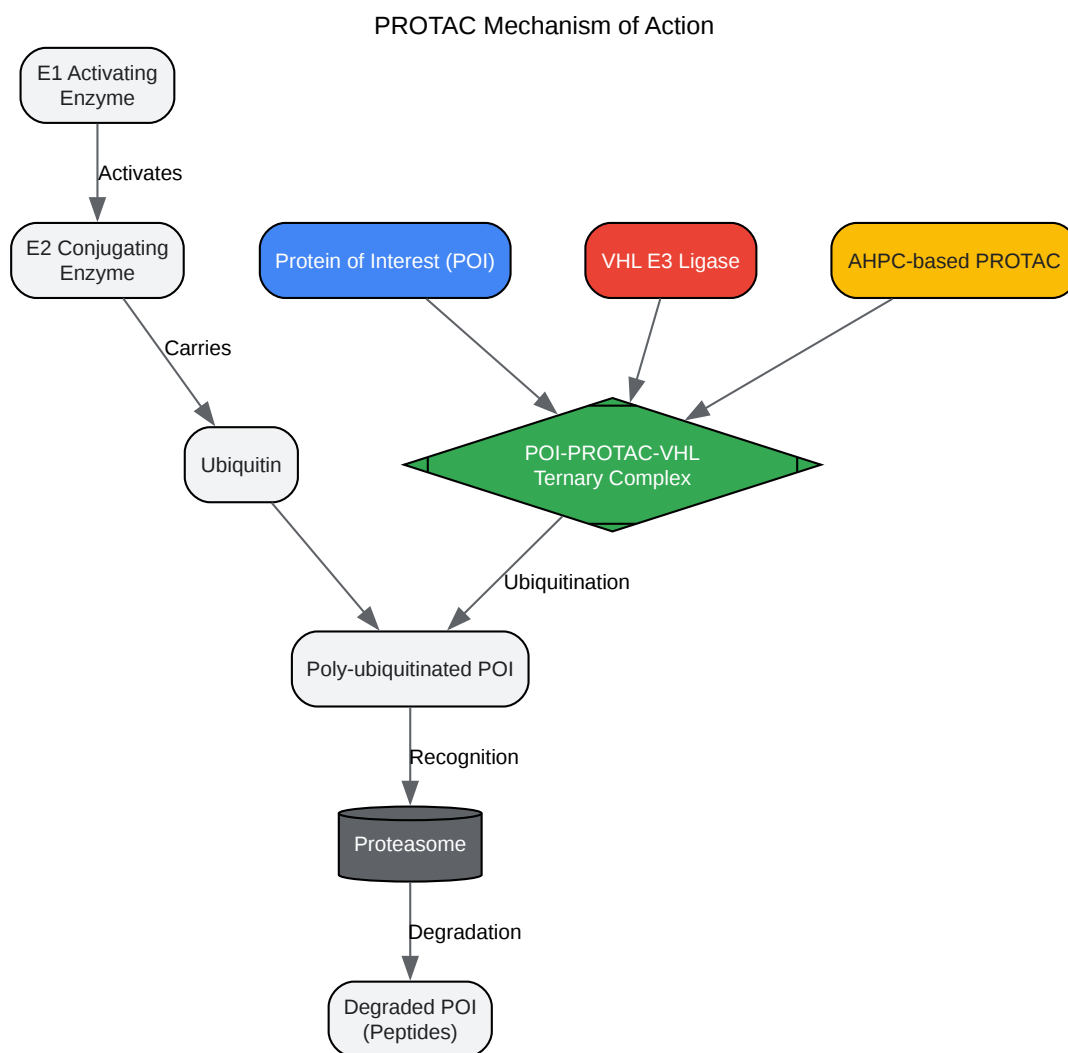 PROTAC Mechanism of Action
E1 Activating
Enzyme
Activates
E2 Conjugating
Enzyme
Protein of Interest (POI)
VHL E3 Ligase
AHPC-based PROTAC
Carries
Ubiquitin
POI-PROTAC-VHL
Ternary Complex
Ubiquitination
Poly-ubiquitinated POI
Recognition
Proteasome
Degradation
Degraded POI
(Peptides)